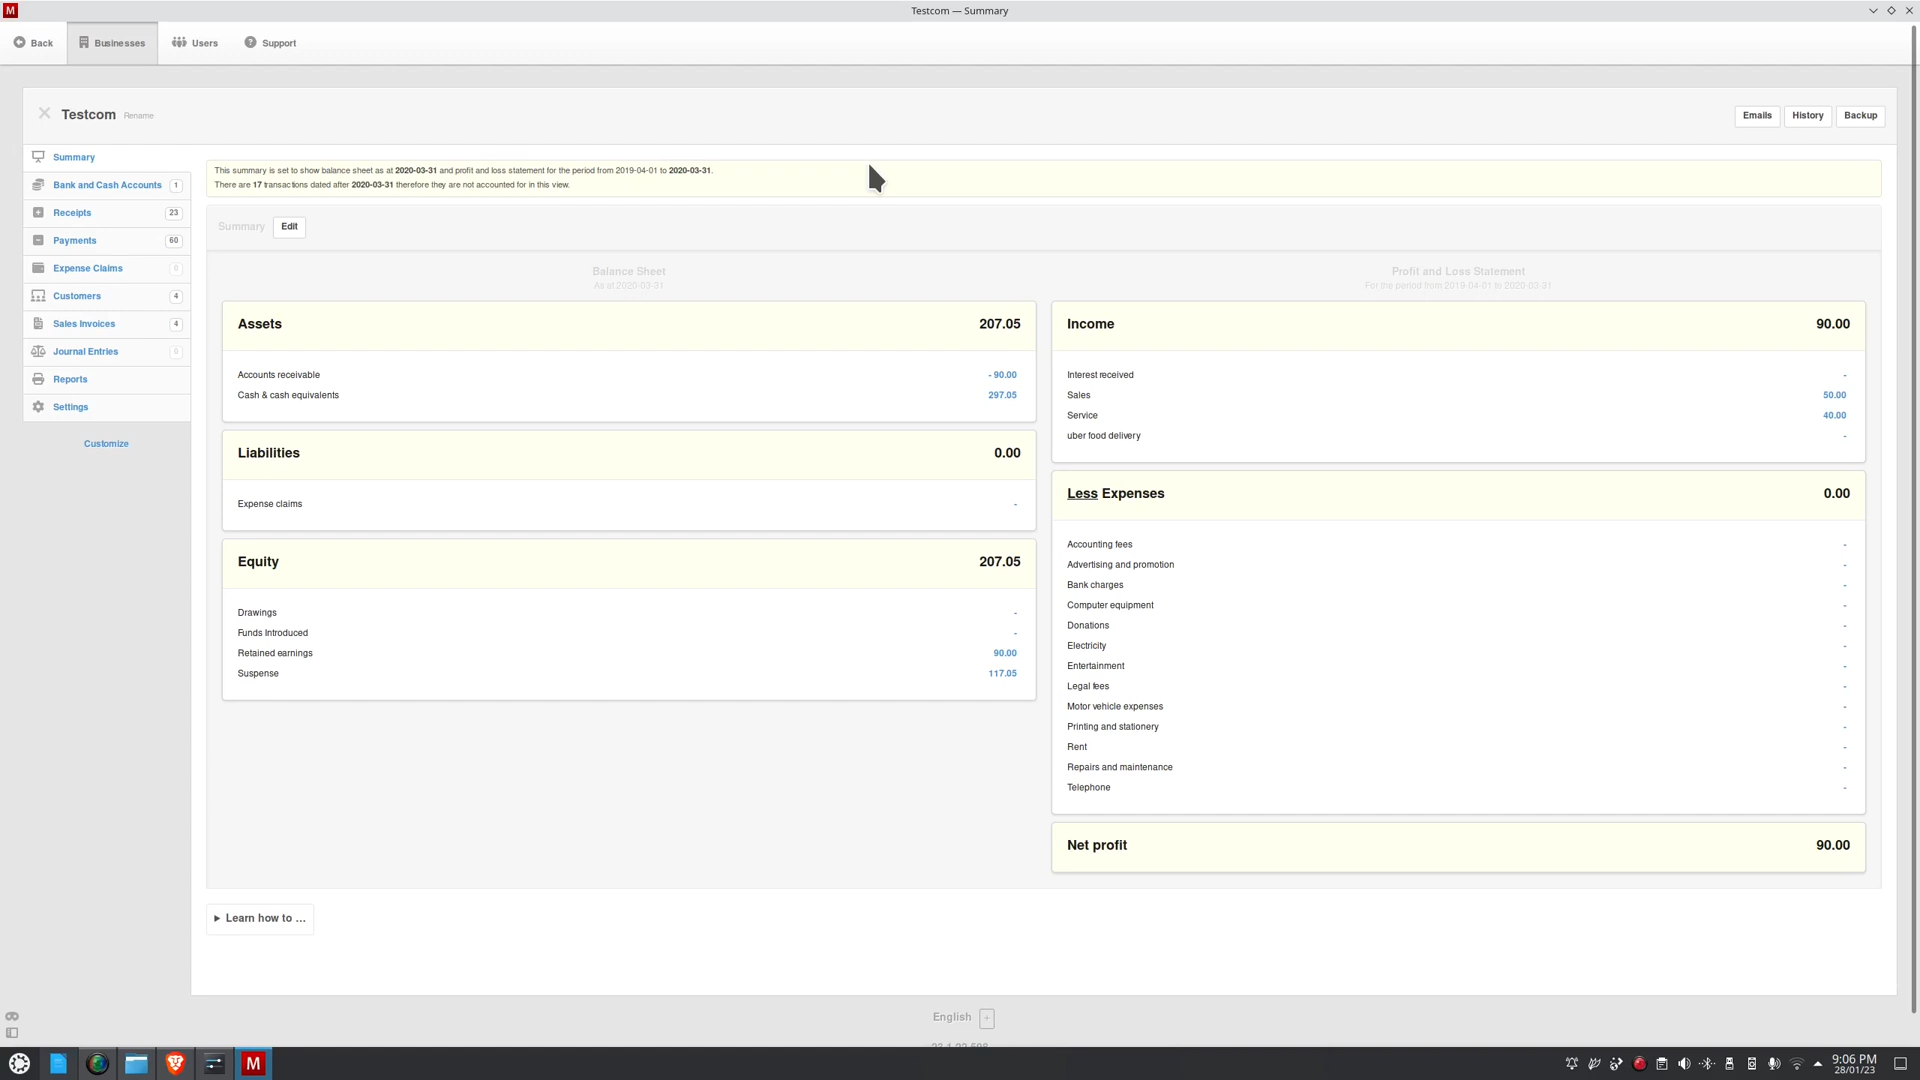 M
Testcom — Summary
Back
Businesses
Users
Support
Testcom Rename
Emails
History
Backup
Summary
Bank and Cash Accounts 1
Receipts 23
Payments 60
Expense Claims 0
Customers 4
Sales Invoices 4
Journal Entries 0
Reports
Settings
Customize
This summary is set to show balance sheet as at 2020-03-31 and profit and loss statement for the period from 2019-04-01 to 2020-03-31.
There are 17 transactions dated after 2020-03-31 therefore they are not accounted for in this view.
Summary Edit
Balance Sheet
As at 2020-03-31
Assets 207.05
Accounts receivable - 90.00
Cash & cash equivalents 297.05
Liabilities 0.00
Expense claims -
Equity 207.05
Drawings -
Funds Introduced -
Retained earnings 90.00
Suspense 117.05
Profit and Loss Statement
For the period from 2019-04-01 to 2020-03-31
Income 90.00
Interest received -
Sales 50.00
Service 40.00
uber food delivery -
Less Expenses 0.00
Accounting fees -
Advertising and promotion -
Bank charges -
Computer equipment -
Donations -
Electricity -
Entertainment -
Legal fees -
Motor vehicle expenses -
Printing and stationery -
Rent -
Repairs and maintenance -
Telephone -
Net profit 90.00
Learn how to ...
English +
M
9:06 PM
28/01/23